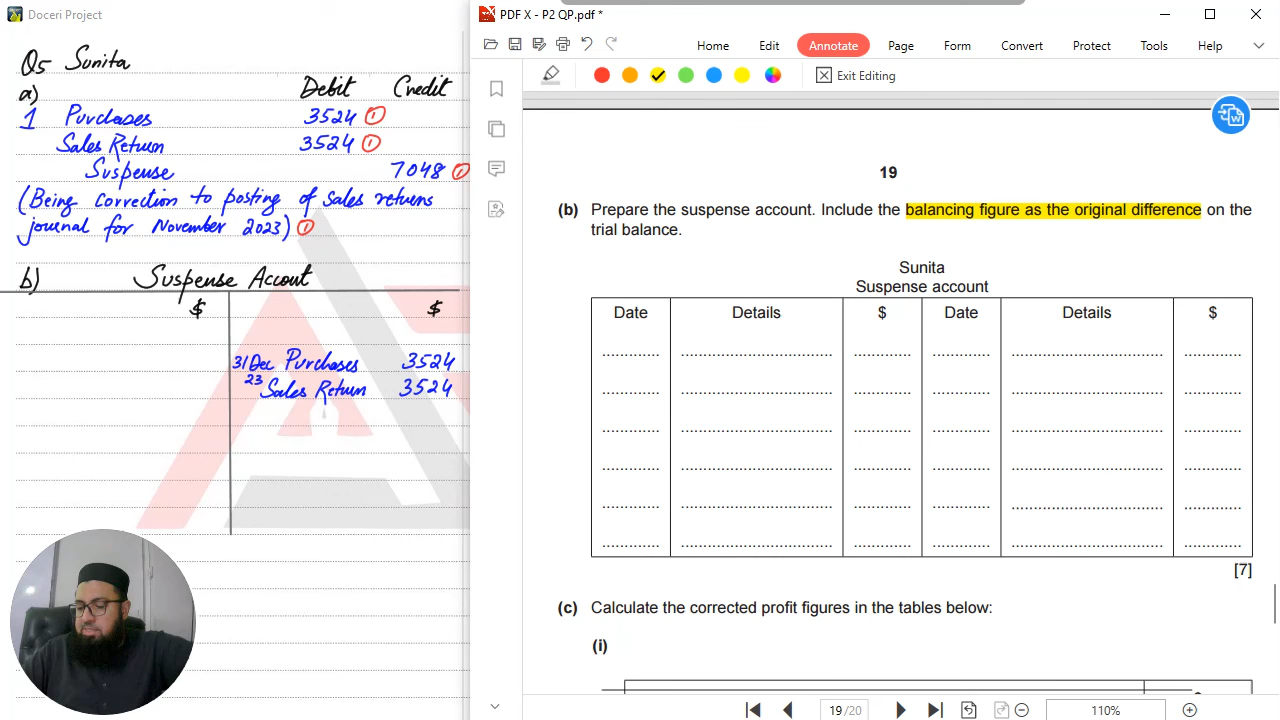 Doceri Project
Q5 Sunita
a)
Debit Credit
1 Purchases 3524 1
Sales Return 3524 1
Suspense 7048 1
(Being correction to posting of sales returns
journal for November 2023) 1
b) Suspense Accout
$ $
31 Dec Purchases 3524
23 Sales Return 3524
PDF X - P2 QP.pdf *
Home Edit Annotate Page Form Convert Protect Tools Help
Exit Editing
19
(b) Prepare the suspense account. Include the balancing figure as the original difference on the
trial balance.
Sunita
Suspense account
Date Details $ Date Details $
[7]
(c) Calculate the corrected profit figures in the tables below:
(i)
19 /20 110%